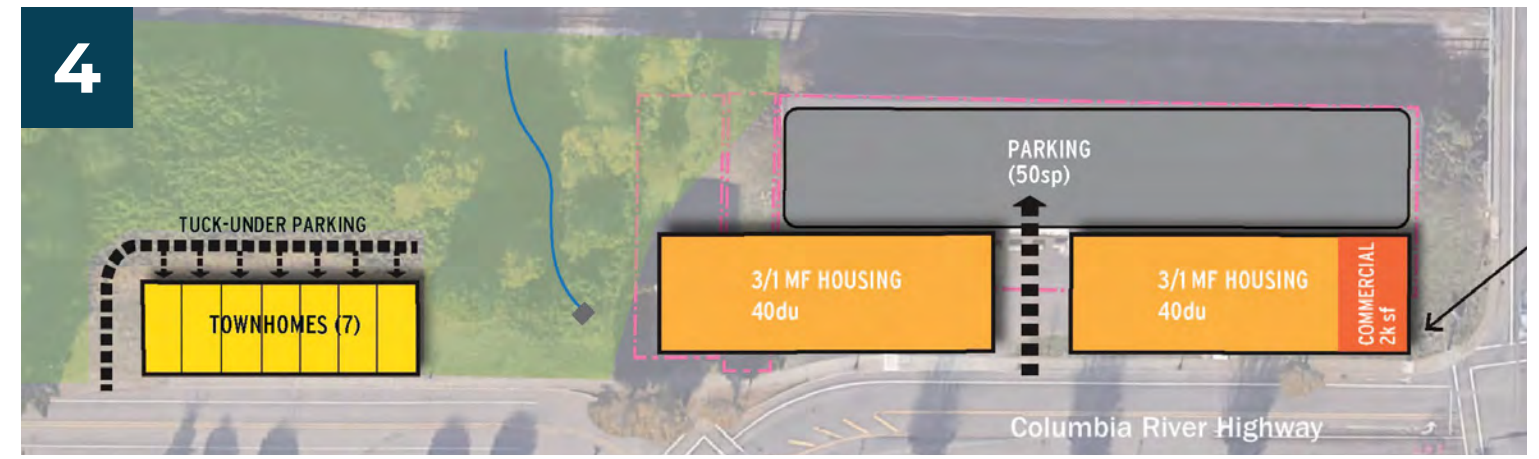 4
TUCK-UNDER PARKING
TOWNHOMES (7)
PARKING
(50sp)
3/1 MF HOUSING
40du
3/1 MF HOUSING
40du
COMMERCIAL
2k sf
Columbia River Highway